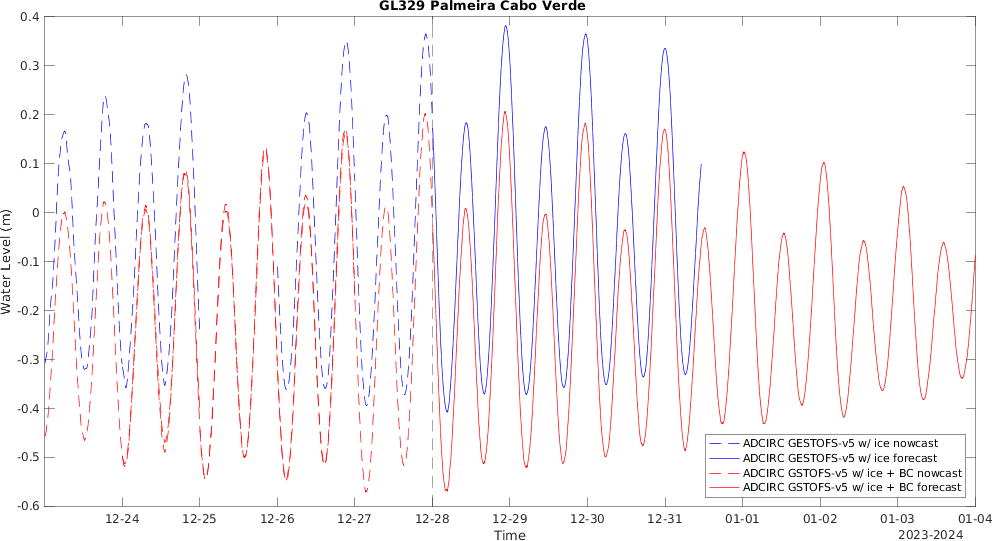 GL329 Palmeira Cabo Verde
Water Level (m)
0.4
0.3
0.2
0.1
0
-0.1
-0.2
-0.3
-0.4
-0.5
-0.6
ADCIRC GESTOFS-v5 w/ ice nowcast
ADCIRC GESTOFS-v5 w/ ice forecast
ADCIRC GSTOFS-v5 w/ ice + BC nowcast
ADCIRC GSTOFS-v5 w/ ice + BC forecast
12-24 12-25 12-26 12-27 12-28 12-29 12-30 12-31 01-01 01-02 01-03 01-04
Time
2023-2024